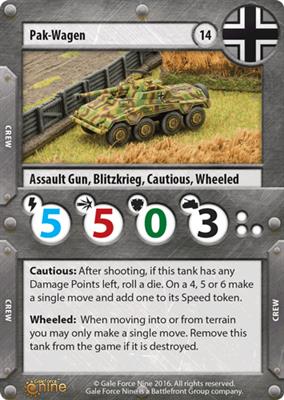 Pak-Wagen
14
CREW
CREW
Assault Gun, Blitzkrieg, Cautious, Wheeled
5 5 0 3
Cautious: After shooting, if this tank has any
Damage Points left, roll a die. On a 4, 5 or 6 make
a single move and add one to its Speed token.
CREW
CREW
Wheeled: When moving into or from terrain
you may only make a single move. Remove this
tank from the game if it is destroyed.
Gale Force
nine
© Gale Force Nine 2016. All rights reserved.
Gale Force Nine is a Battlefront Group company.